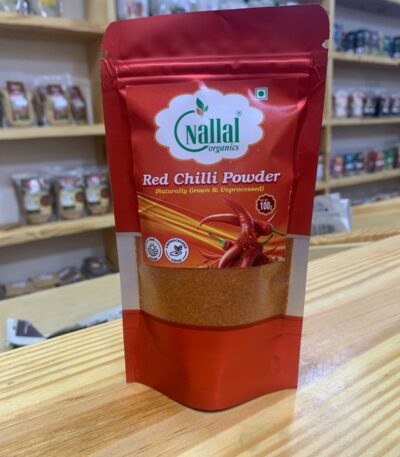 Nallal
®
organics
Red Chilli Powder
(Naturally Grown & Unprocessed)
100g